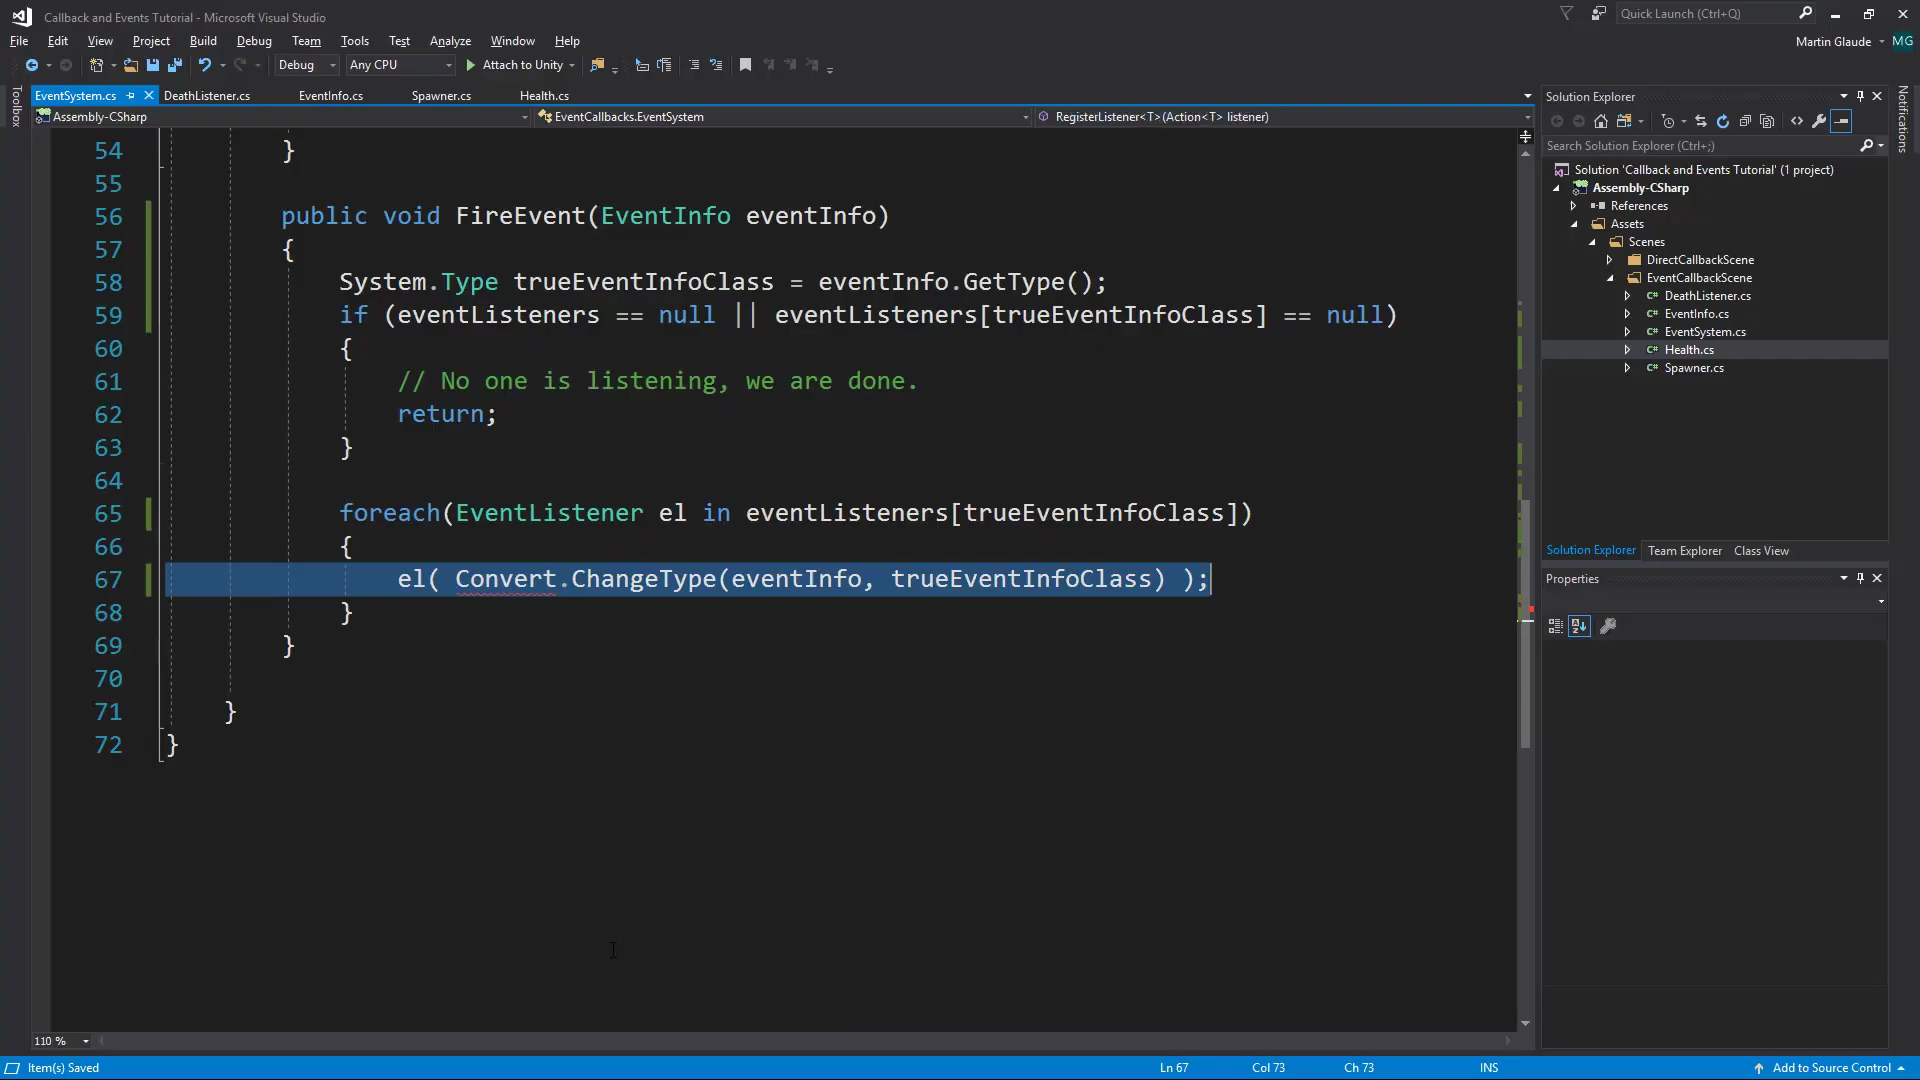 Callback and Events Tutorial - Microsoft Visual Studio
Quick Launch (Ctrl+Q)
File Edit View Project Build Debug Team Tools Test Analyze Window Help
Martin Glaude MG
Debug Any CPU Attach to Unity
Toolbox
EventSystem.cs DeathListener.cs EventInfo.cs Spawner.cs Health.cs
Assembly-CSharp EventCallbacks.EventSystem RegisterListener<T>(Action<T> listener)
54 }
55
56 public void FireEvent(EventInfo eventInfo)
57 {
58 System.Type trueEventInfoClass = eventInfo.GetType();
59 if (eventListeners == null || eventListeners[trueEventInfoClass] == null)
60 {
61 // No one is listening, we are done.
62 return;
63 }
64
65 foreach(EventListener el in eventListeners[trueEventInfoClass])
66 {
67 el( Convert.ChangeType(eventInfo, trueEventInfoClass) );
68 }
69 }
70
71 }
72 }
110 %
Solution Explorer
Search Solution Explorer (Ctrl+;)
Solution 'Callback and Events Tutorial' (1 project)
Assembly-CSharp
References
Assets
Scenes
DirectCallbackScene
EventCallbackScene
DeathListener.cs
EventInfo.cs
EventSystem.cs
Health.cs
Spawner.cs
Solution Explorer Team Explorer Class View
Properties
Notifications
Item(s) Saved Ln 67 Col 73 Ch 73 INS Add to Source Control